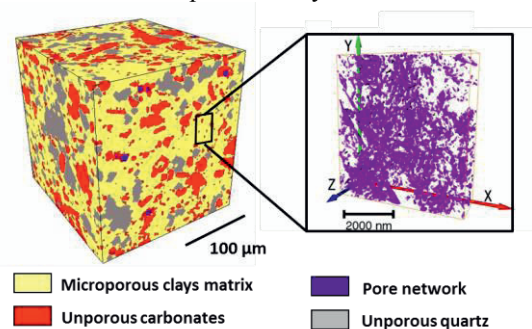 Y
Z
X
2000 nm
100 µm
Microporous clays matrix
Pore network
Unporous carbonates
Unporous quartz